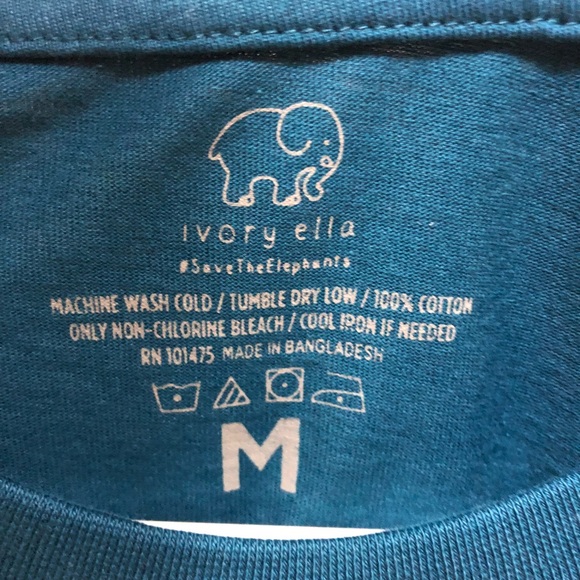 ivory ella
#SaveTheElephants
MACHINE WASH COLD / TUMBLE DRY LOW / 100% COTTON
ONLY NON-CHLORINE BLEACH / COOL IRON IF NEEDED
RN 101475 MADE IN BANGLADESH
M